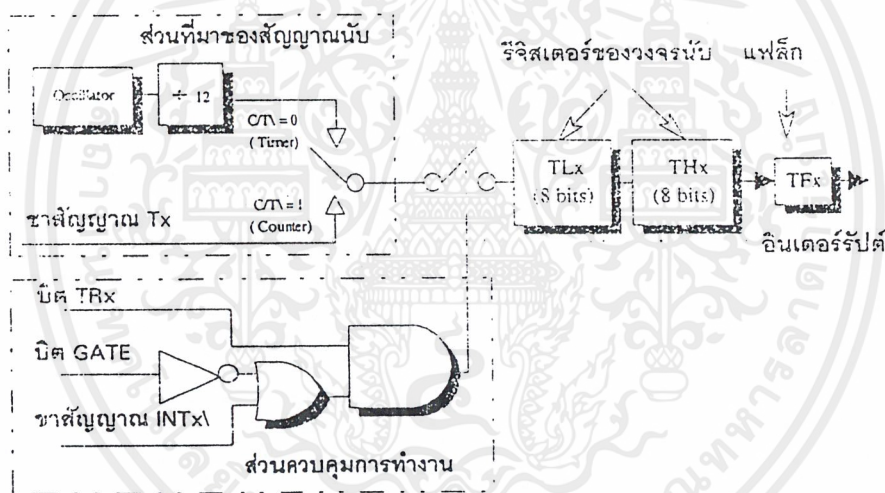 ส่วนที่มาของสัญญาณนับ
Oscillator
÷ 12
C/T\ = 0
(Timer)
C/T\ = 1
(Counter)
ขาสัญญาณ Tx
รีจิสเตอร์ของวงจรนับ
แฟล็ก
TLx
(8 bits)
THx
(8 bits)
TFx
อินเตอร์รัปต์
บิต TRx
บิต GATE
ขาสัญญาณ INTx\
ส่วนควบคุมการทำงาน